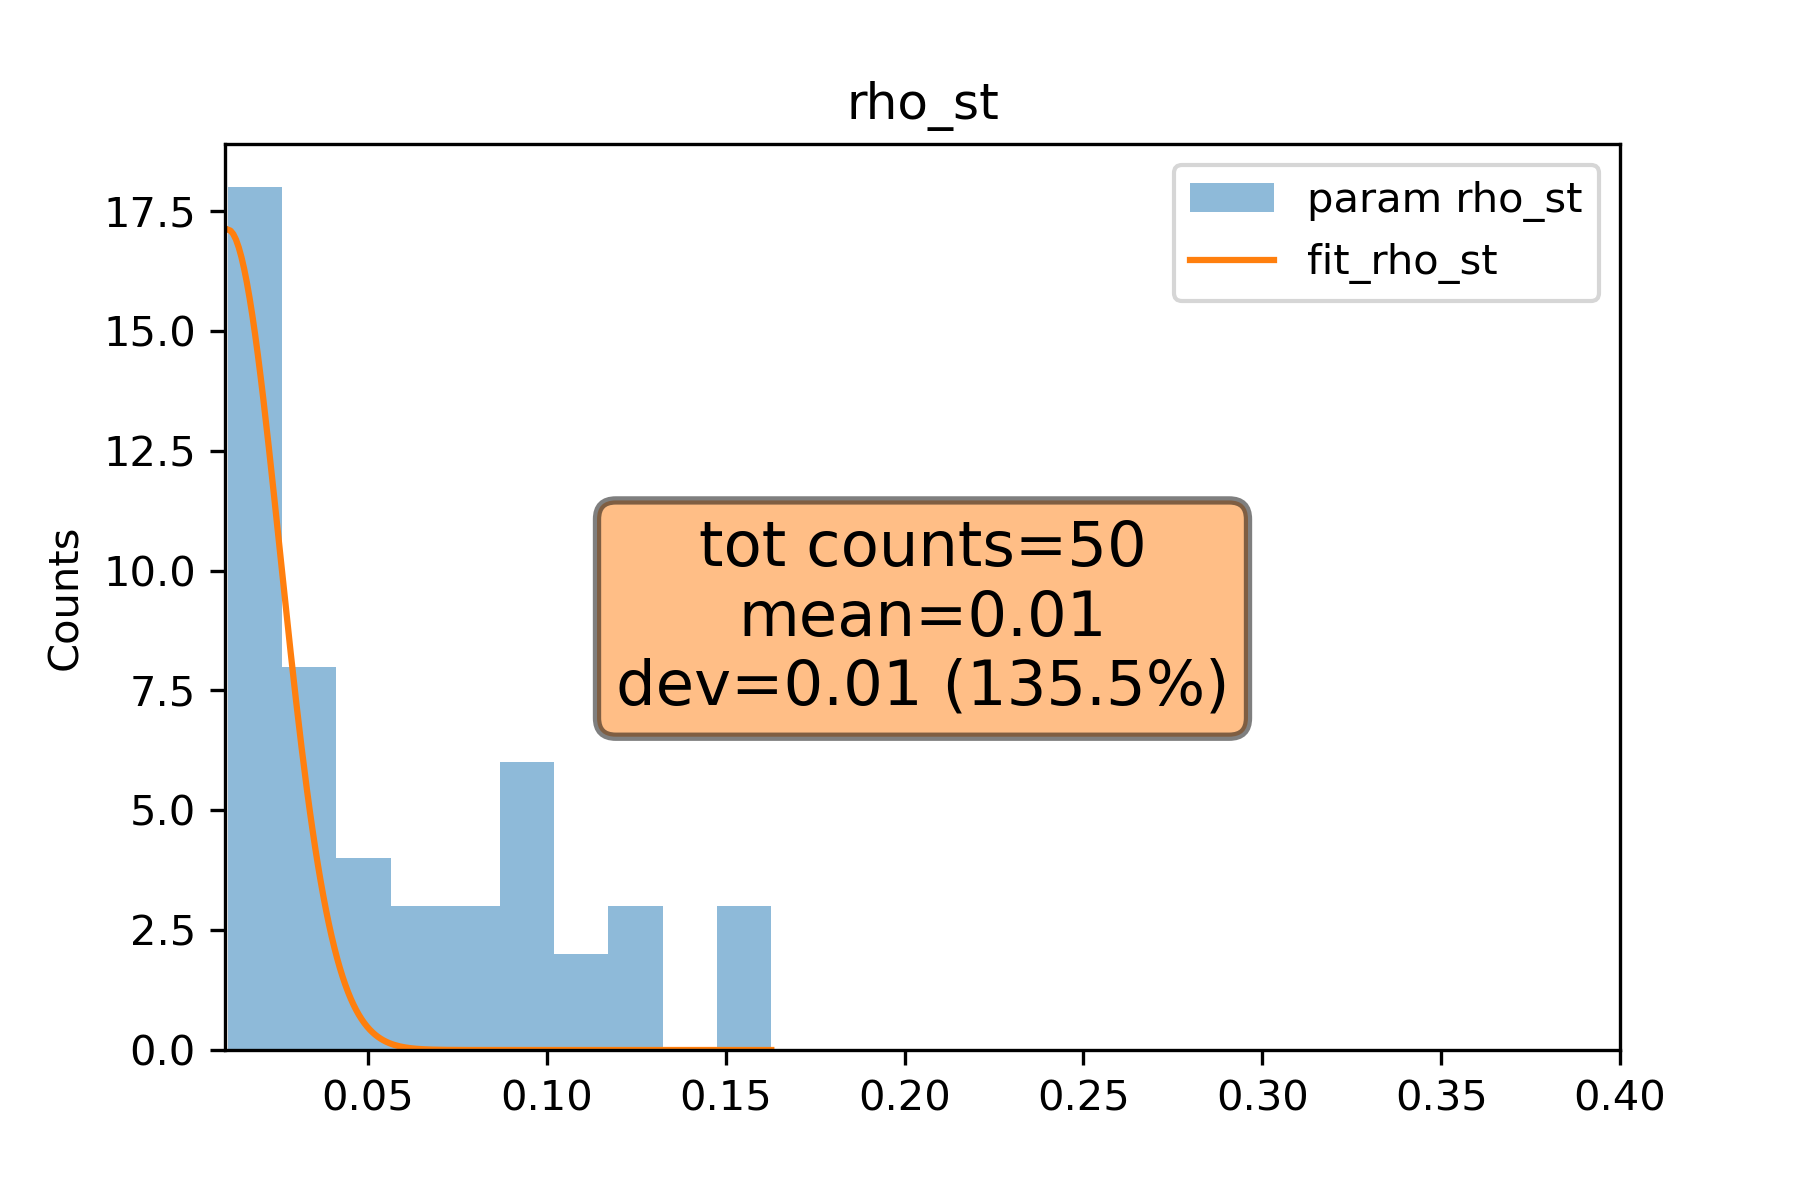 rho_st
param rho_st
fit_rho_st
Counts
17.5
15.0
12.5
10.0
7.5
5.0
2.5
0.0
tot counts=50
mean=0.01
dev=0.01 (135.5%)
0.05 0.10 0.15 0.20 0.25 0.30 0.35 0.40